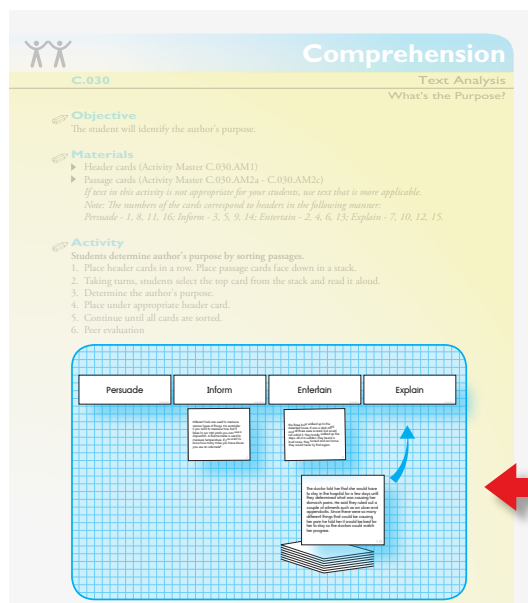 Comprehension
C.030
Text Analysis
What's the Purpose?
Objective
The student will identify the author's purpose.
Materials
Header cards (Activity Master C.030.AM1)
Passage cards (Activity Master C.030.AM2a - C.030.AM2c)
If text in this activity is not appropriate for your students, use text that is more applicable.
Note: The numbers of the cards correspond to headers in the following manner:
Persuade - 1, 8, 11, 16; Inform - 3, 5, 9, 14; Entertain - 2, 4, 6, 13; Explain - 7, 10, 12, 15.
Activity
Students determine author's purpose by sorting passages.
1. Place header cards in a row. Place passage cards face down in a stack.
2. Taking turns, students select the top card from the stack and read it aloud.
3. Determine the author's purpose.
4. Place under appropriate header card.
5. Continue until all cards are sorted.
6. Peer evaluation
Persuade
Inform
Entertain
Explain
The doctor told her that she would have
to stay in the hospital for a few days until
they determined what was causing her
stomach pains. He said they ruled out a
couple of ailments such as an ulcer and
appendicitis. Since there were so many
different things that could be causing
her pain he told her it would be best for
her to stay so the doctors could watch
her progress.